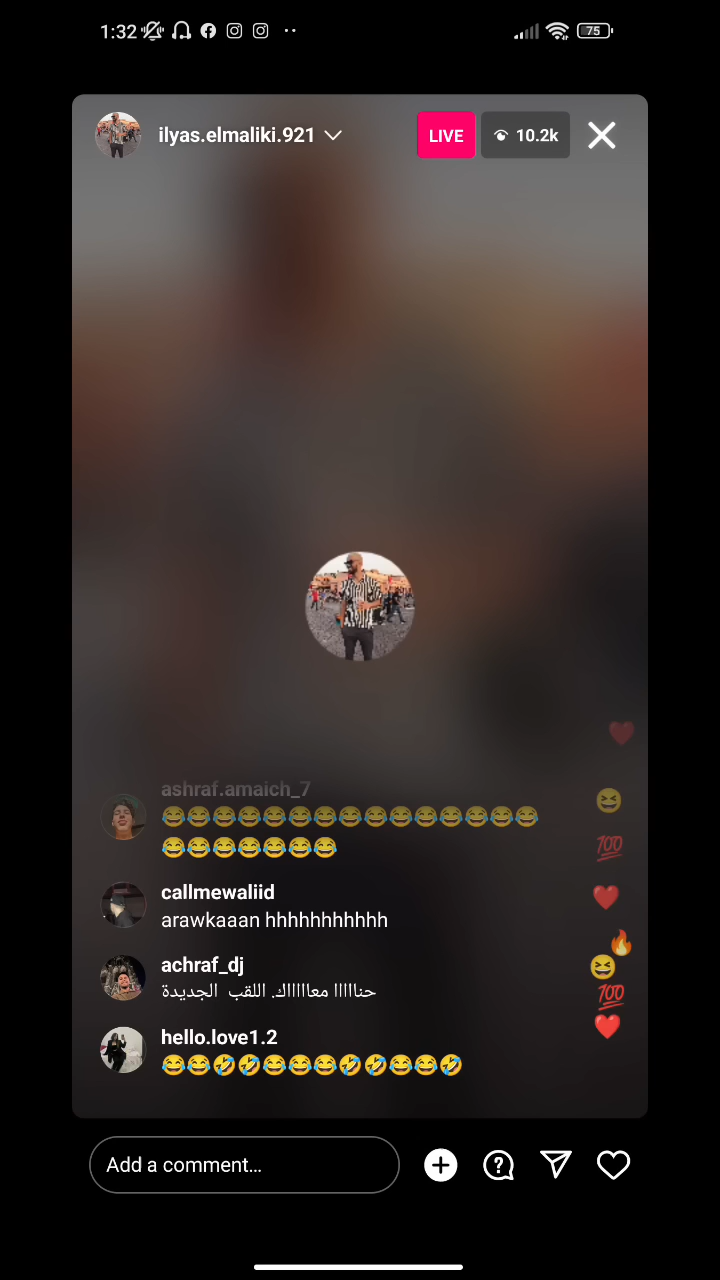 1:32
75
ilyas.elmaliki.921
LIVE
10.2k
ashraf.amaich_7
😂😂😂😂😂😂😂😂😂😂😂😂😂😂😂
😂😂😂😂😂😂😂
callmewaliid
arawkaaan hhhhhhhhhhh
achraf_dj
حنااااا معااااااك. اللقب الجديدة
hello.love1.2
😂😂🤣🤣😂😂😂🤣🤣😂😂🤣
Add a comment...